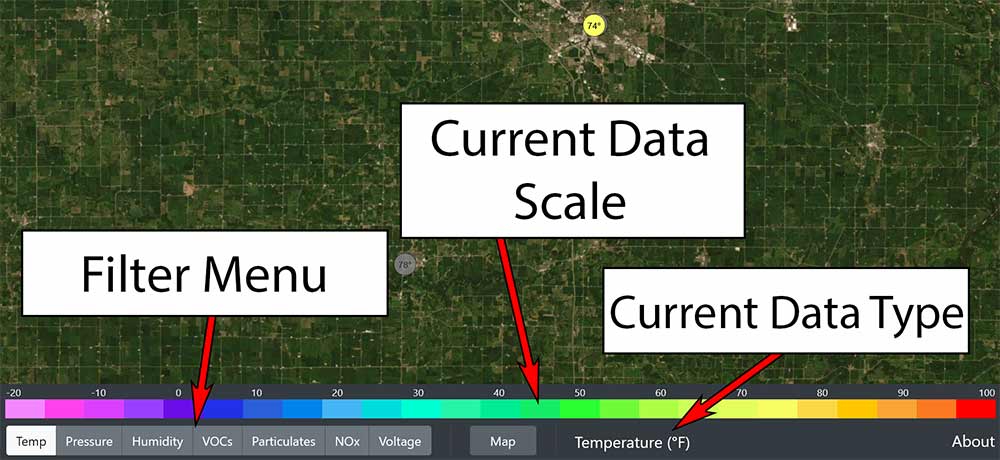 74°
Current Data
Scale
Filter Menu
78°
Current Data Type
-20 -10 0 10 20 30 40 50 60 70 80 90 100
Temp Pressure Humidity VOCs Particulates NOx Voltage Map Temperature (°F) About